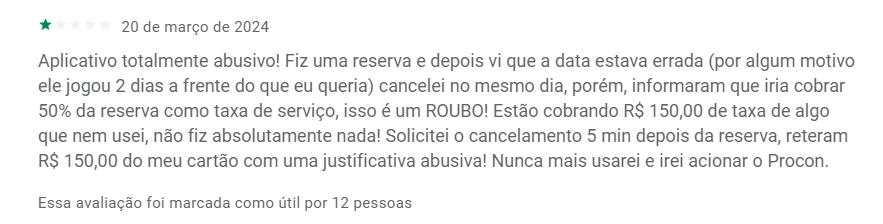 20 de março de 2024
Aplicativo totalmente abusivo! Fiz uma reserva e depois vi que a data estava errada (por algum motivo
ele jogou 2 dias a frente do que eu queria) cancelei no mesmo dia, porém, informaram que iria cobrar
50% da reserva como taxa de serviço, isso é um ROUBO! Estão cobrando R$ 150,00 de taxa de algo
que nem usei, não fiz absolutamente nada! Solicitei o cancelamento 5 min depois da reserva, reteram
R$ 150,00 do meu cartão com uma justificativa abusiva! Nunca mais usarei e irei acionar o Procon.
Essa avaliação foi marcada como útil por 12 pessoas